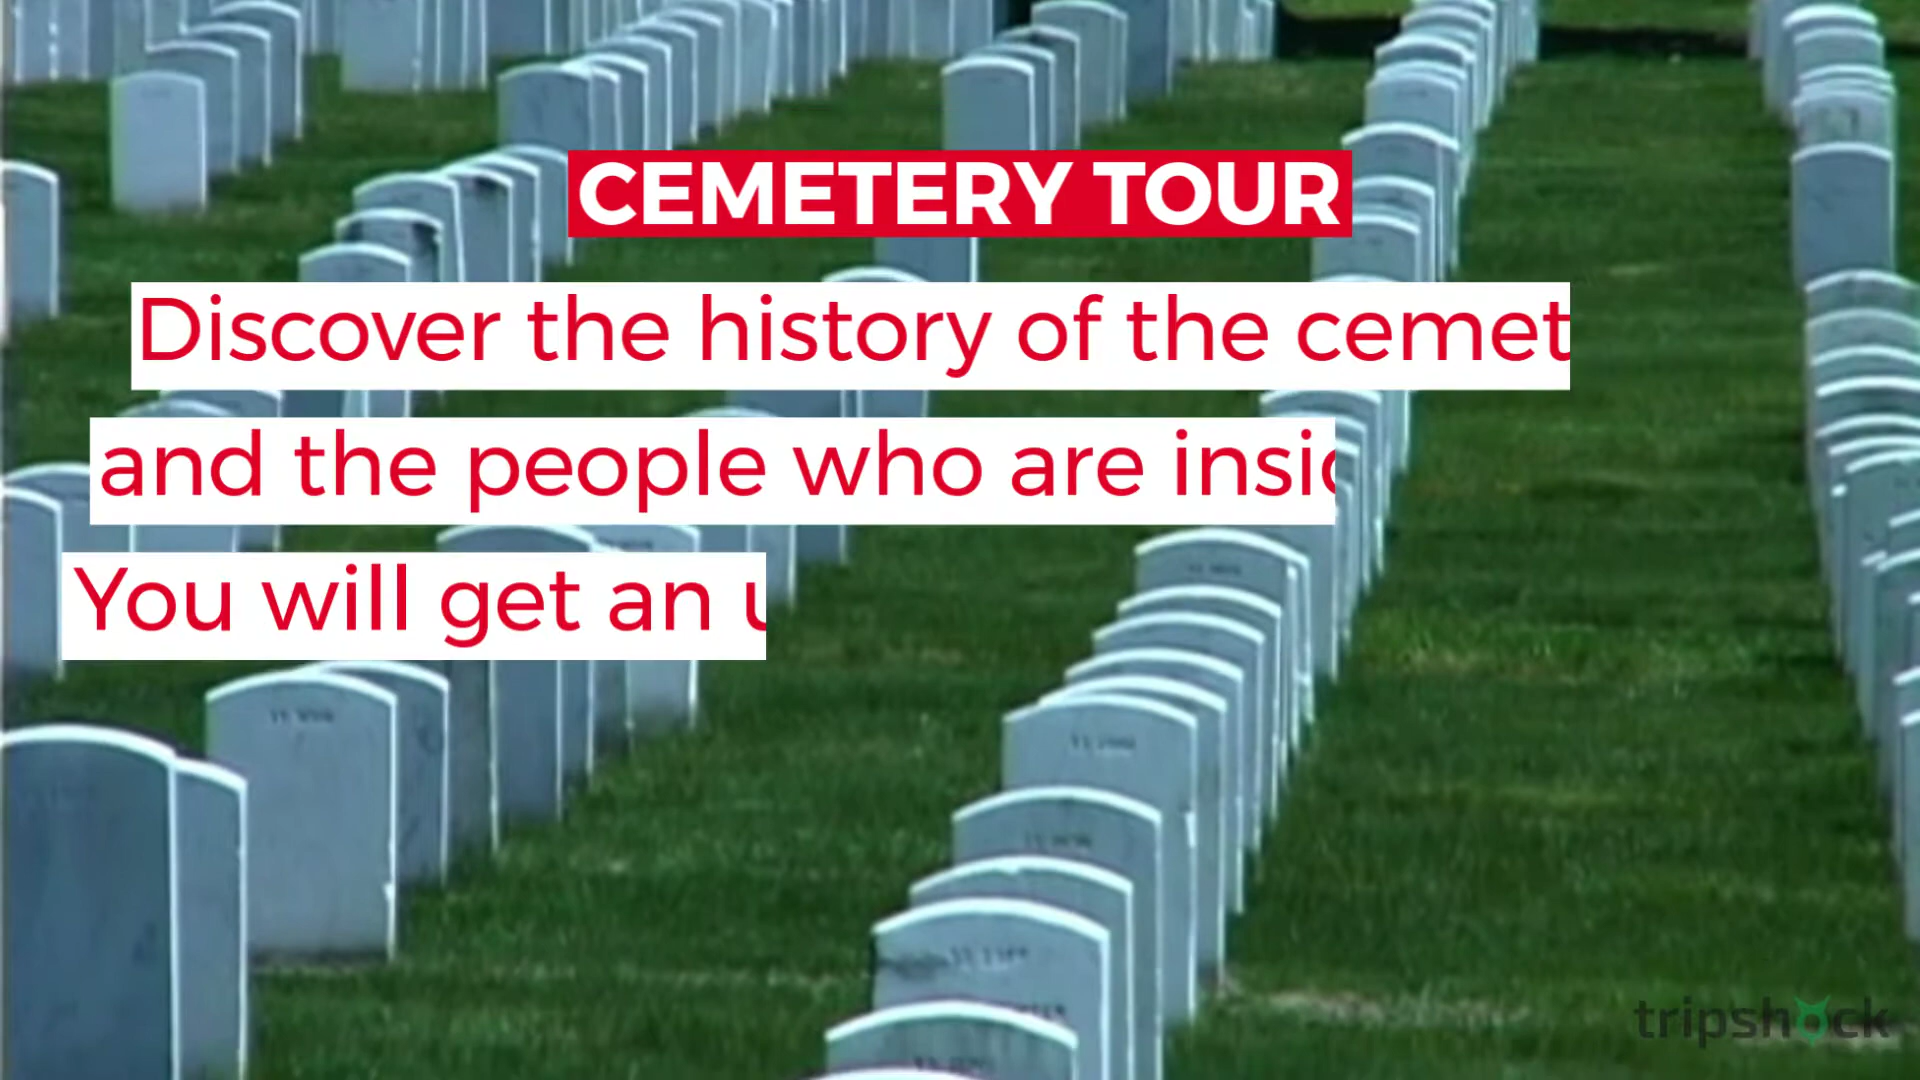 CEMETERY TOUR
Discover the history of the cemet
and the people who are insi
You will get an
tripshock